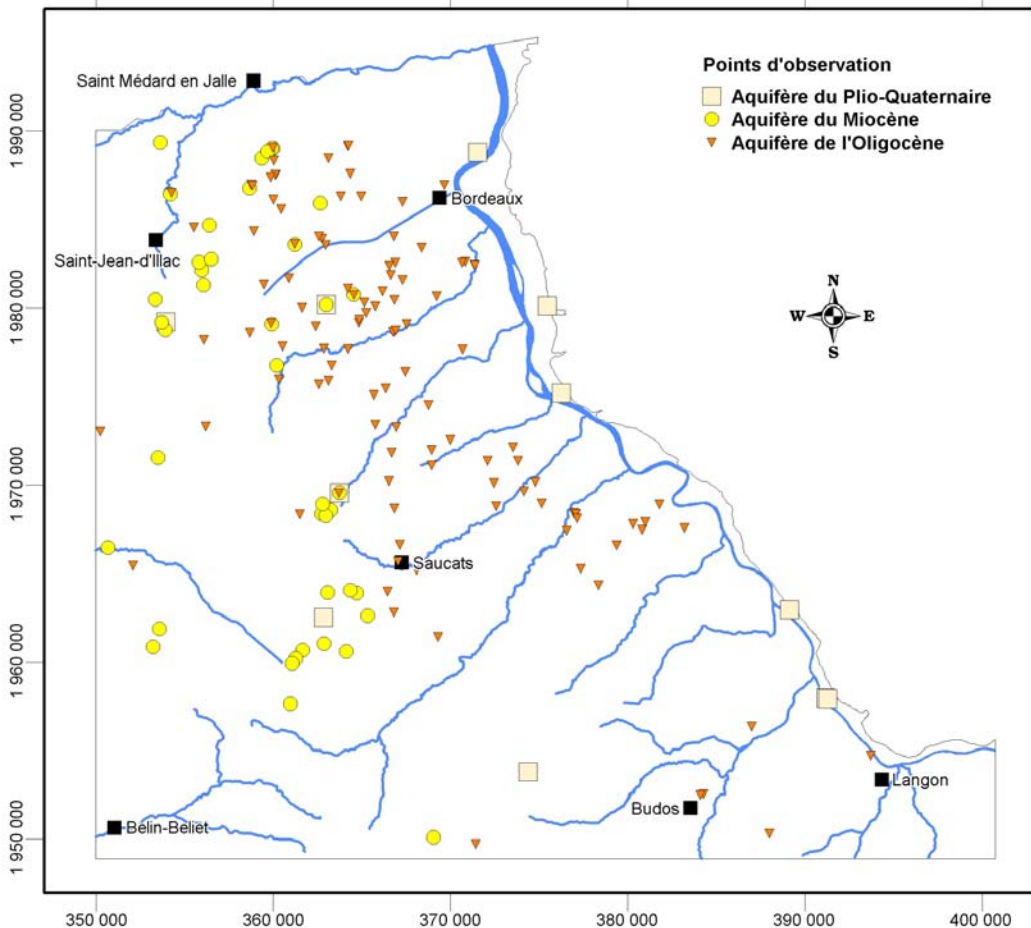 Points d'observation
Aquifère du Plio-Quaternaire
Aquifère du Miocène
Aquifère de l'Oligocène
Saint Médard en Jalle
Bordeaux
Saint-Jean-d'Illac
N
W E
S
Saucats
Langon
Budos
Belin-Beliet
1 990 000
1 980 000
1 970 000
1 960 000
1 950 000
350 000 360 000 370 000 380 000 390 000 400 000